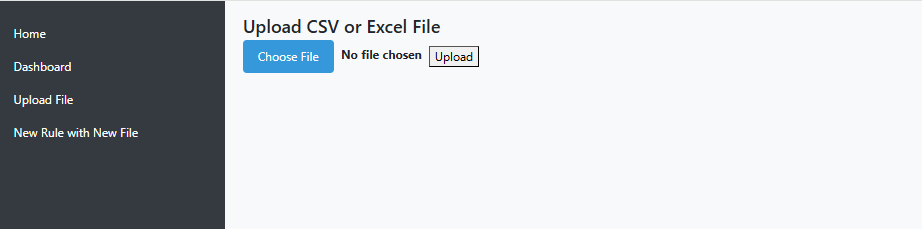 Home
Dashboard
Upload File
New Rule with New File
Upload CSV or Excel File
Choose File No file chosen Upload